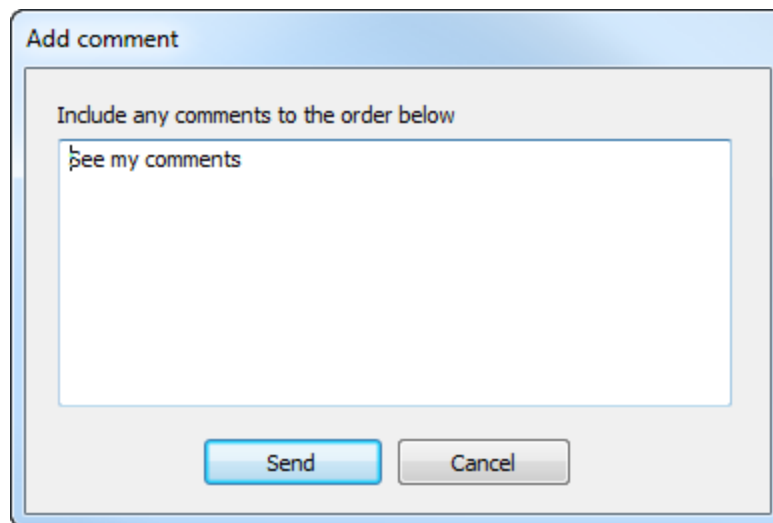 Add comment
Include any comments to the order below
See my comments
Send
Cancel